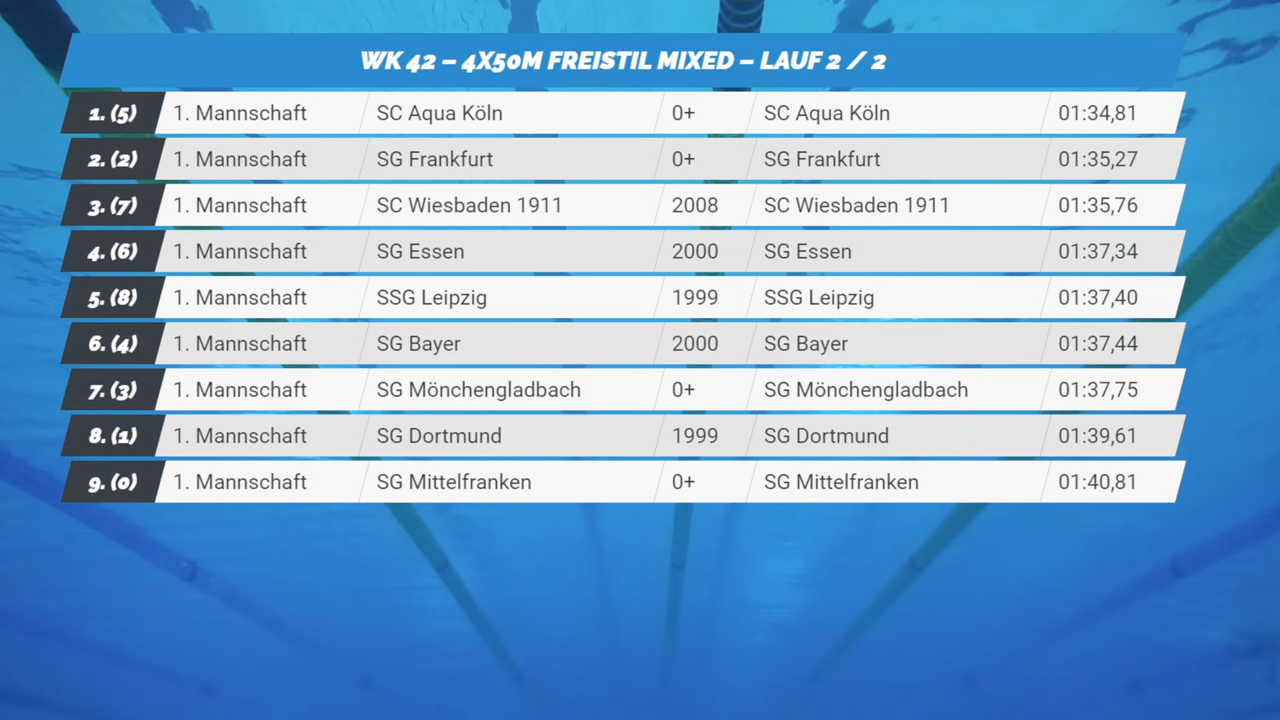 WK 42 – 4X50M FREISTIL MIXED – LAUF 2 / 2
1. (5) 1. Mannschaft SC Aqua Köln 0+ SC Aqua Köln 01:34,81
2. (2) 1. Mannschaft SG Frankfurt 0+ SG Frankfurt 01:35,27
3. (7) 1. Mannschaft SC Wiesbaden 1911 2008 SC Wiesbaden 1911 01:35,76
4. (6) 1. Mannschaft SG Essen 2000 SG Essen 01:37,34
5. (8) 1. Mannschaft SSG Leipzig 1999 SSG Leipzig 01:37,40
6. (4) 1. Mannschaft SG Bayer 2000 SG Bayer 01:37,44
7. (3) 1. Mannschaft SG Mönchengladbach 0+ SG Mönchengladbach 01:37,75
8. (1) 1. Mannschaft SG Dortmund 1999 SG Dortmund 01:39,61
9. (0) 1. Mannschaft SG Mittelfranken 0+ SG Mittelfranken 01:40,81